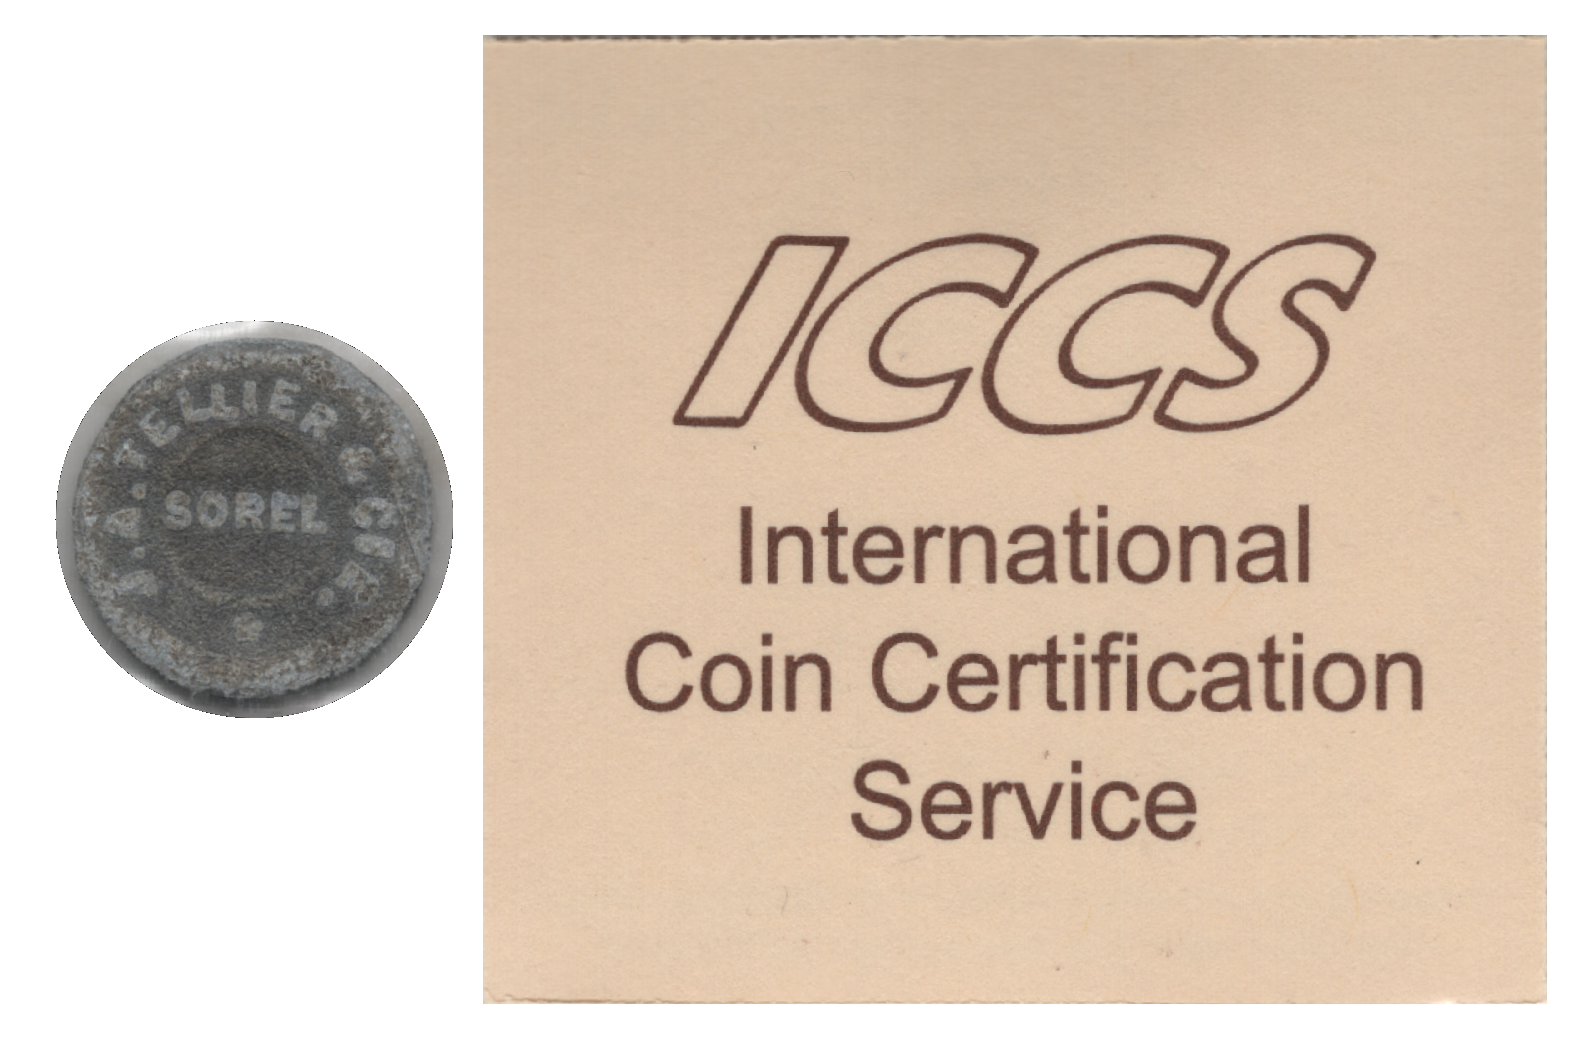 J.A. TELLIER & CIE.
SOREL
ICCS
International
Coin Certification
Service